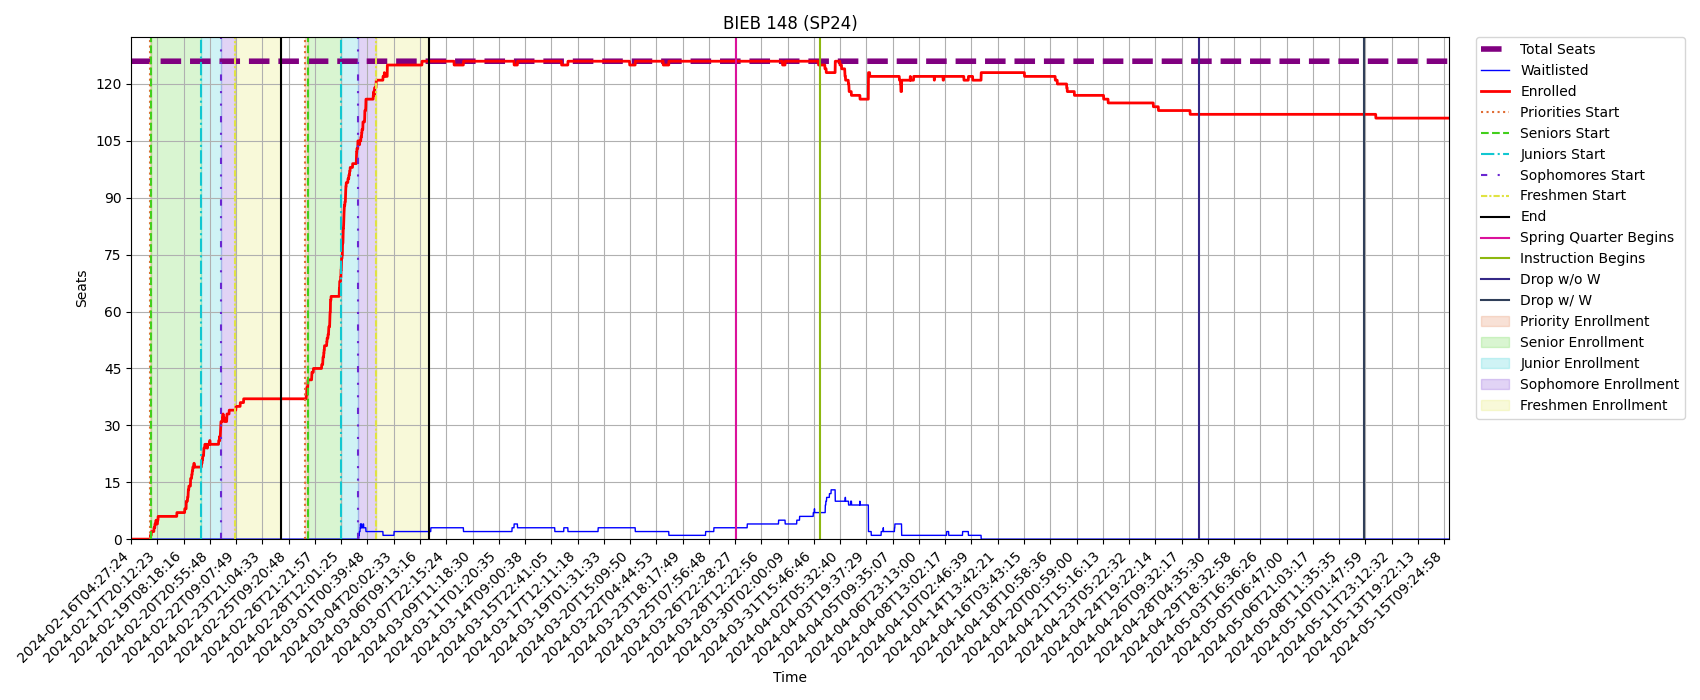 BIEB 148 (SP24)
Seats
120
105
90
75
60
45
30
15
0
2024-02-16T04:27:24
2024-02-17T20:12:23
2024-02-19T08:18:16
2024-02-20T20:55:48
2024-02-22T09:07:49
2024-02-23T21:04:33
2024-02-25T09:20:48
2024-02-26T21:21:57
2024-02-28T12:01:25
2024-03-01T00:39:48
2024-03-04T02:02:33
2024-03-06T09:13:16
2024-03-07T22:15:24
2024-03-09T11:18:30
2024-03-11T20:20:35
2024-03-14T09:00:38
2024-03-15T22:41:05
2024-03-17T12:11:18
2024-03-19T01:31:33
2024-03-20T15:09:50
2024-03-22T04:44:53
2024-03-23T18:17:49
2024-03-25T07:56:48
2024-03-26T22:28:27
2024-03-28T12:22:56
2024-03-30T02:00:09
2024-03-31T15:46:46
2024-04-02T05:32:40
2024-04-03T19:37:29
2024-04-05T09:35:07
2024-04-06T23:13:00
2024-04-08T13:02:17
2024-04-10T02:46:39
2024-04-14T13:42:21
2024-04-16T03:43:15
2024-04-18T10:58:36
2024-04-20T00:59:00
2024-04-21T15:16:13
2024-04-23T05:22:32
2024-04-24T19:22:14
2024-04-26T09:32:17
2024-04-28T04:35:30
2024-04-29T18:32:58
2024-05-03T16:36:26
2024-05-05T06:47:00
2024-05-06T21:03:17
2024-05-08T11:35:35
2024-05-10T01:47:59
2024-05-11T23:12:32
2024-05-13T19:22:13
2024-05-15T09:24:58
Time
Total Seats
Waitlisted
Enrolled
Priorities Start
Seniors Start
Juniors Start
Sophomores Start
Freshmen Start
End
Spring Quarter Begins
Instruction Begins
Drop w/o W
Drop w/ W
Priority Enrollment
Senior Enrollment
Junior Enrollment
Sophomore Enrollment
Freshmen Enrollment